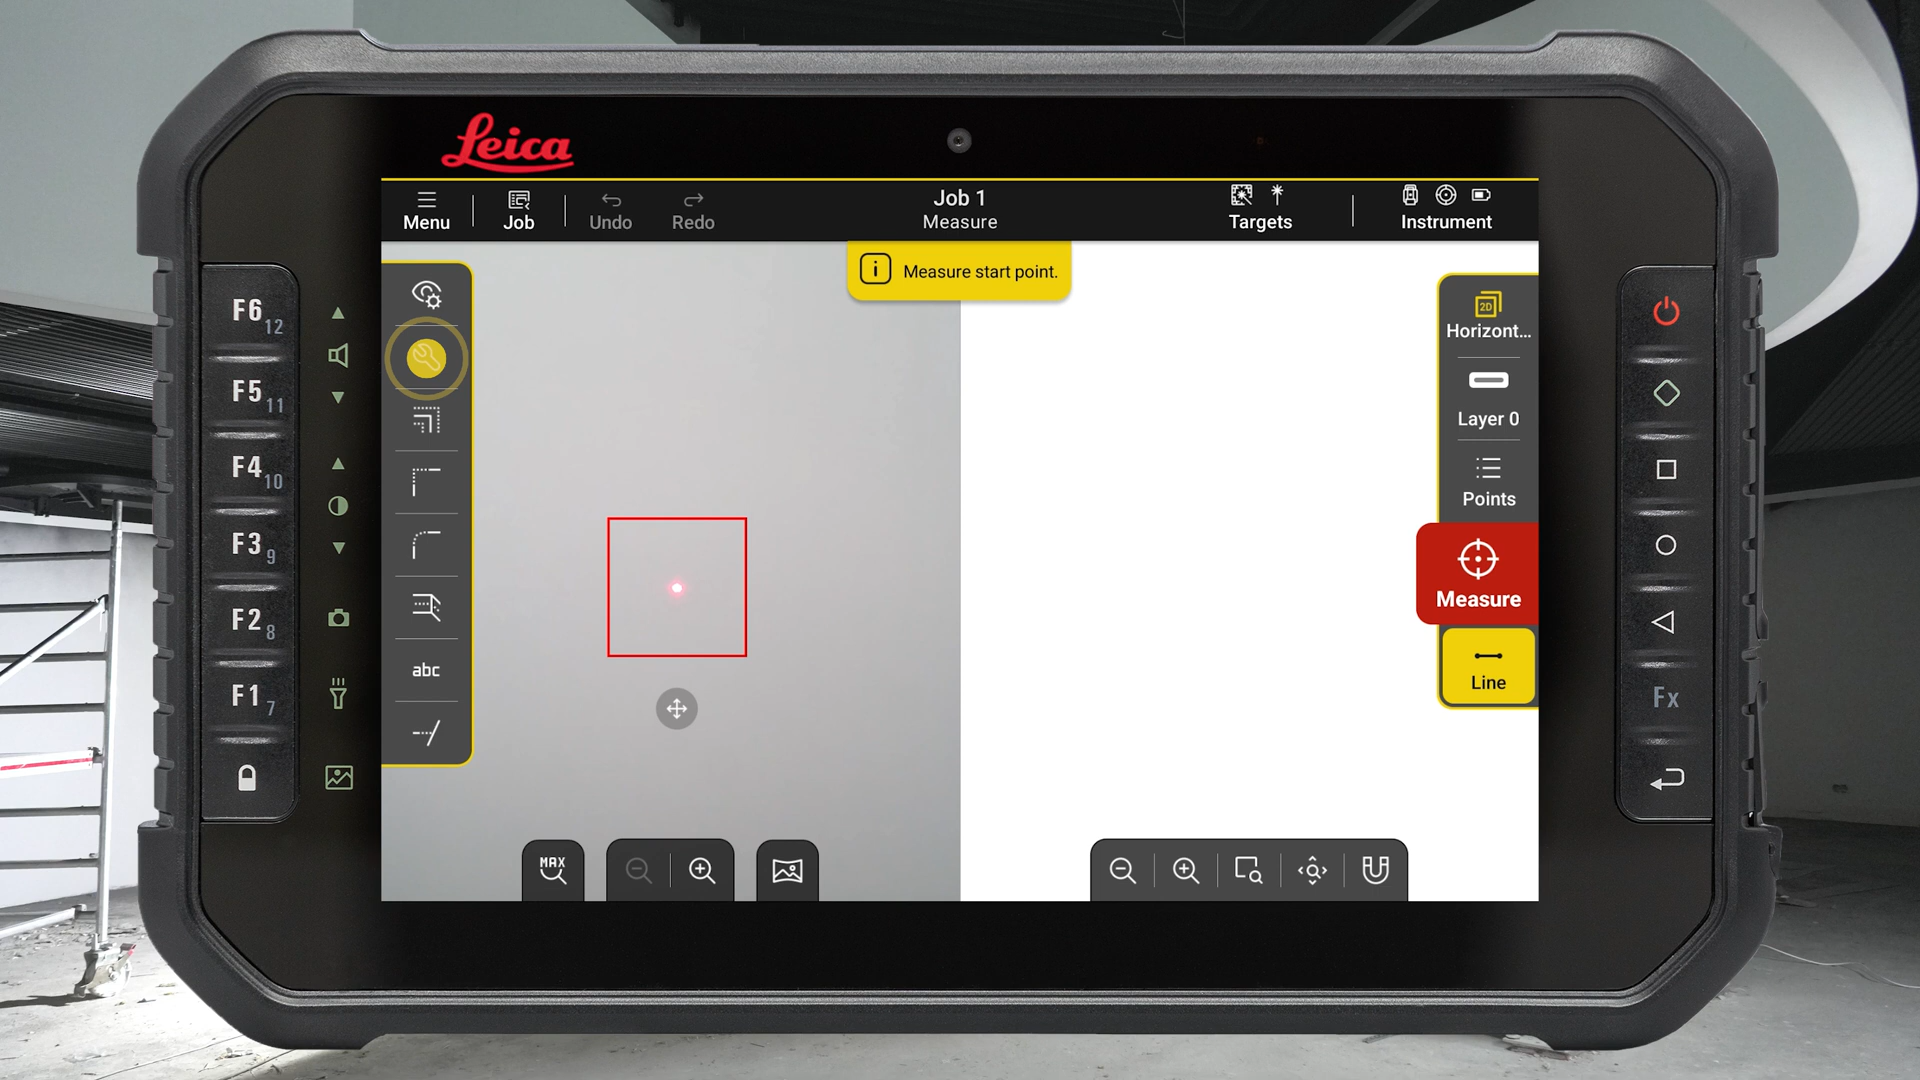 Leica
Menu
Job
Undo
Redo
Job 1
Measure
Targets
Instrument
Measure start point.
2D
Horizont...
Layer 0
Points
Measure
Line
abc
MAX
F6 12
F5 11
F4 10
F3 9
F2 8
F1 7
Fx